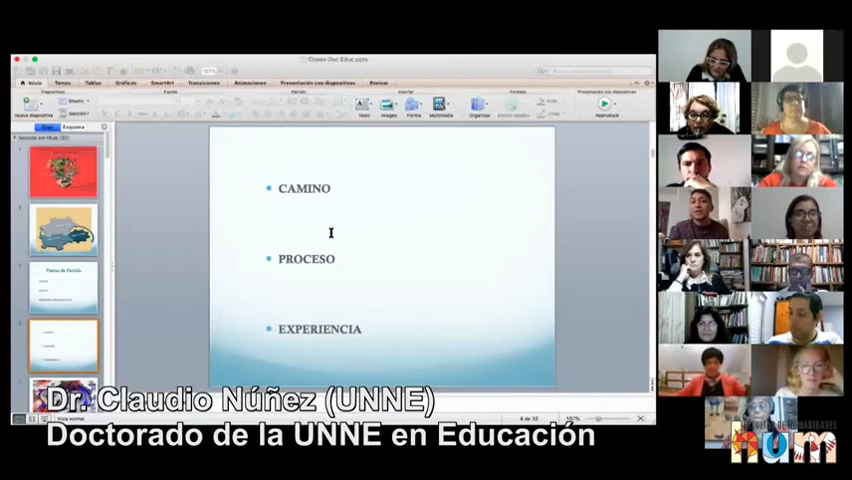 Clases Doc Educ.pptx
107%
Inicio Temas Tablas Gráficos SmartArt Transiciones Animaciones Presentación con diapositivas Revisar
Diapositivas Fuente Párrafo Insertar Formato Presentación con diapositivas
Diseño
Sección
Nueva diapositiva Texto Imagen Forma Multimedia Organizar Reproducir
Esquema
CAMINO
PROCESO
EXPERIENCIA
4 de 32 107%
Vista normal
Dr. Claudio Núñez (UNNE)
Doctorado de la UNNE en Educación
hum